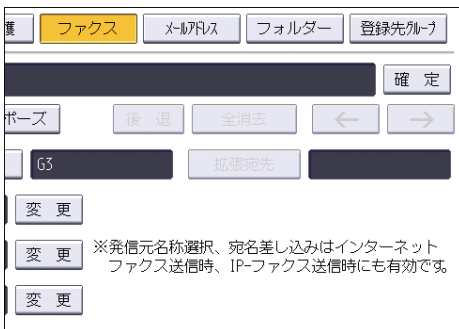 護 ファクス メールアドレス フォルダー 登録先グループ
確 定
ポーズ 後 退 全消去 ← →
G3 拡張宛先
変 更
変 更 ※発信元名称選択、宛名差し込みはインターネット
ファクス送信時、IP-ファクス送信時にも有効です。
変 更